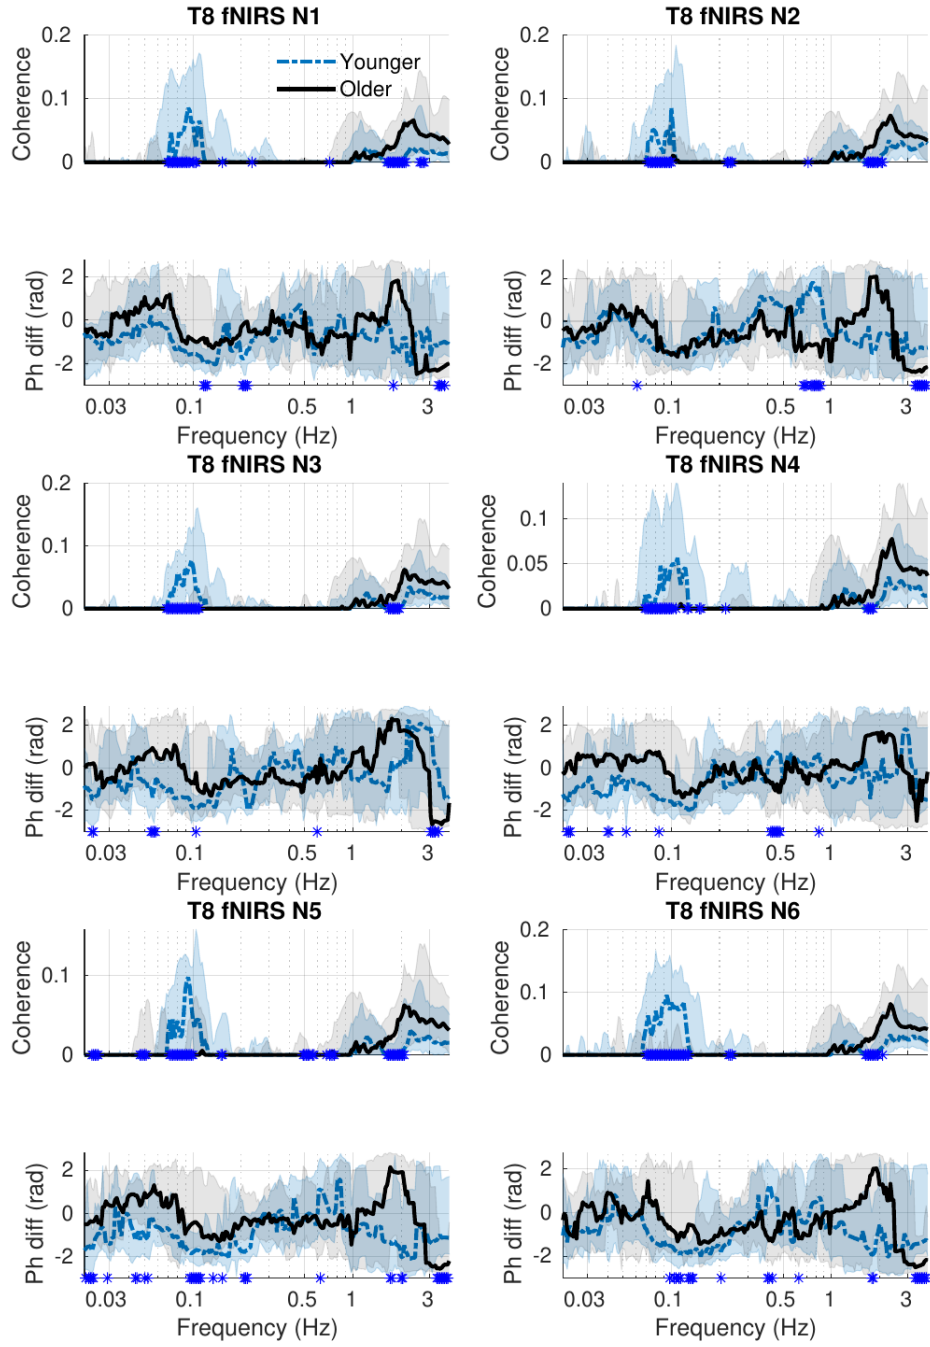 T8 fNIRS N1
T8 fNIRS N2
0.2
0.1
0
Coherence
Younger
Older
0.2
0.1
0
Coherence
2
0
-2
Ph diff (rad)
0.03 0.1 0.5 1 3
Frequency (Hz)
2
0
-2
Ph diff (rad)
0.03 0.1 0.5 1 3
Frequency (Hz)
T8 fNIRS N3
T8 fNIRS N4
0.2
0.1
0
Coherence
0.1
0.05
0
Coherence
2
0
-2
Ph diff (rad)
0.03 0.1 0.5 1 3
Frequency (Hz)
2
0
-2
Ph diff (rad)
0.03 0.1 0.5 1 3
Frequency (Hz)
T8 fNIRS N5
T8 fNIRS N6
0.1
0
Coherence
0.2
0.1
0
Coherence
2
0
-2
Ph diff (rad)
0.03 0.1 0.5 1 3
Frequency (Hz)
2
0
-2
Ph diff (rad)
0.03 0.1 0.5 1 3
Frequency (Hz)